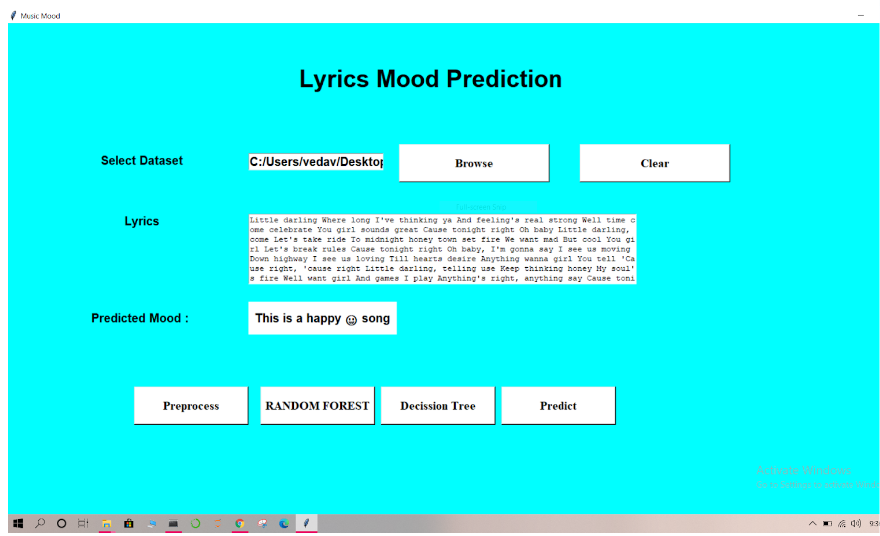 Music Mood
Lyrics Mood Prediction
Select Dataset
C:/Users/vedav/Desktop
Browse
Clear
Lyrics
Little darling Where long I've thinking ya And feeling's real strong Well time c
ome celebrate You girl sounds great Cause tonight right Oh baby Little darling,
come Let's take ride To midnight honey town set fire We want mad But cool You gi
rl Let's break rules Cause tonight right Oh baby, I'm gonna say I see us moving
Down highway I see us loving Till hearts desire Anything wanna girl You tell 'Ca
use right, 'cause right Little darling, telling use Keep thinking honey My soul'
s fire Well want girl And games I play Anything's right, anything say Cause toni
Predicted Mood :
This is a happy 😃 song
Preprocess
RANDOM FOREST
Decission Tree
Predict
Activate Windows